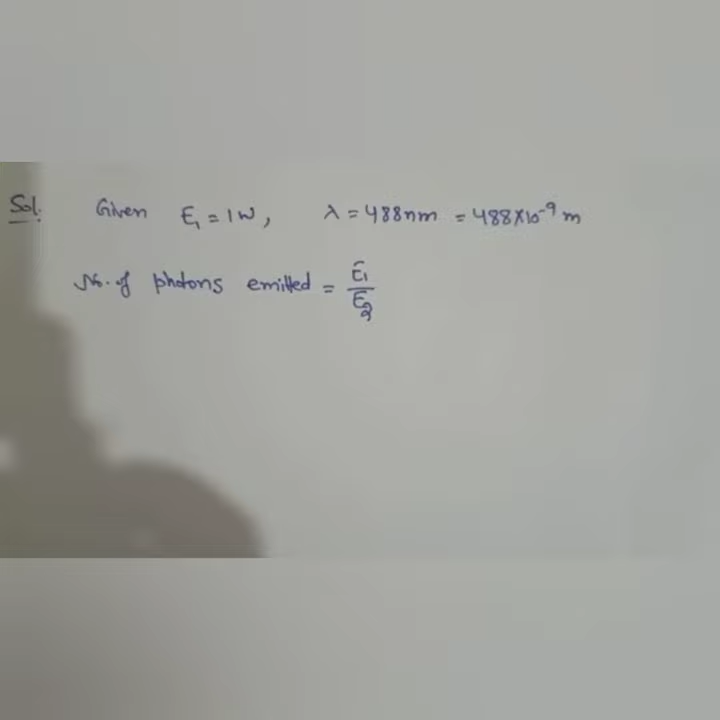 Sol. Given E₁ = 1W, λ = 488nm = 488×10⁻⁹ m
No. of photons emitted = E₁/E₂